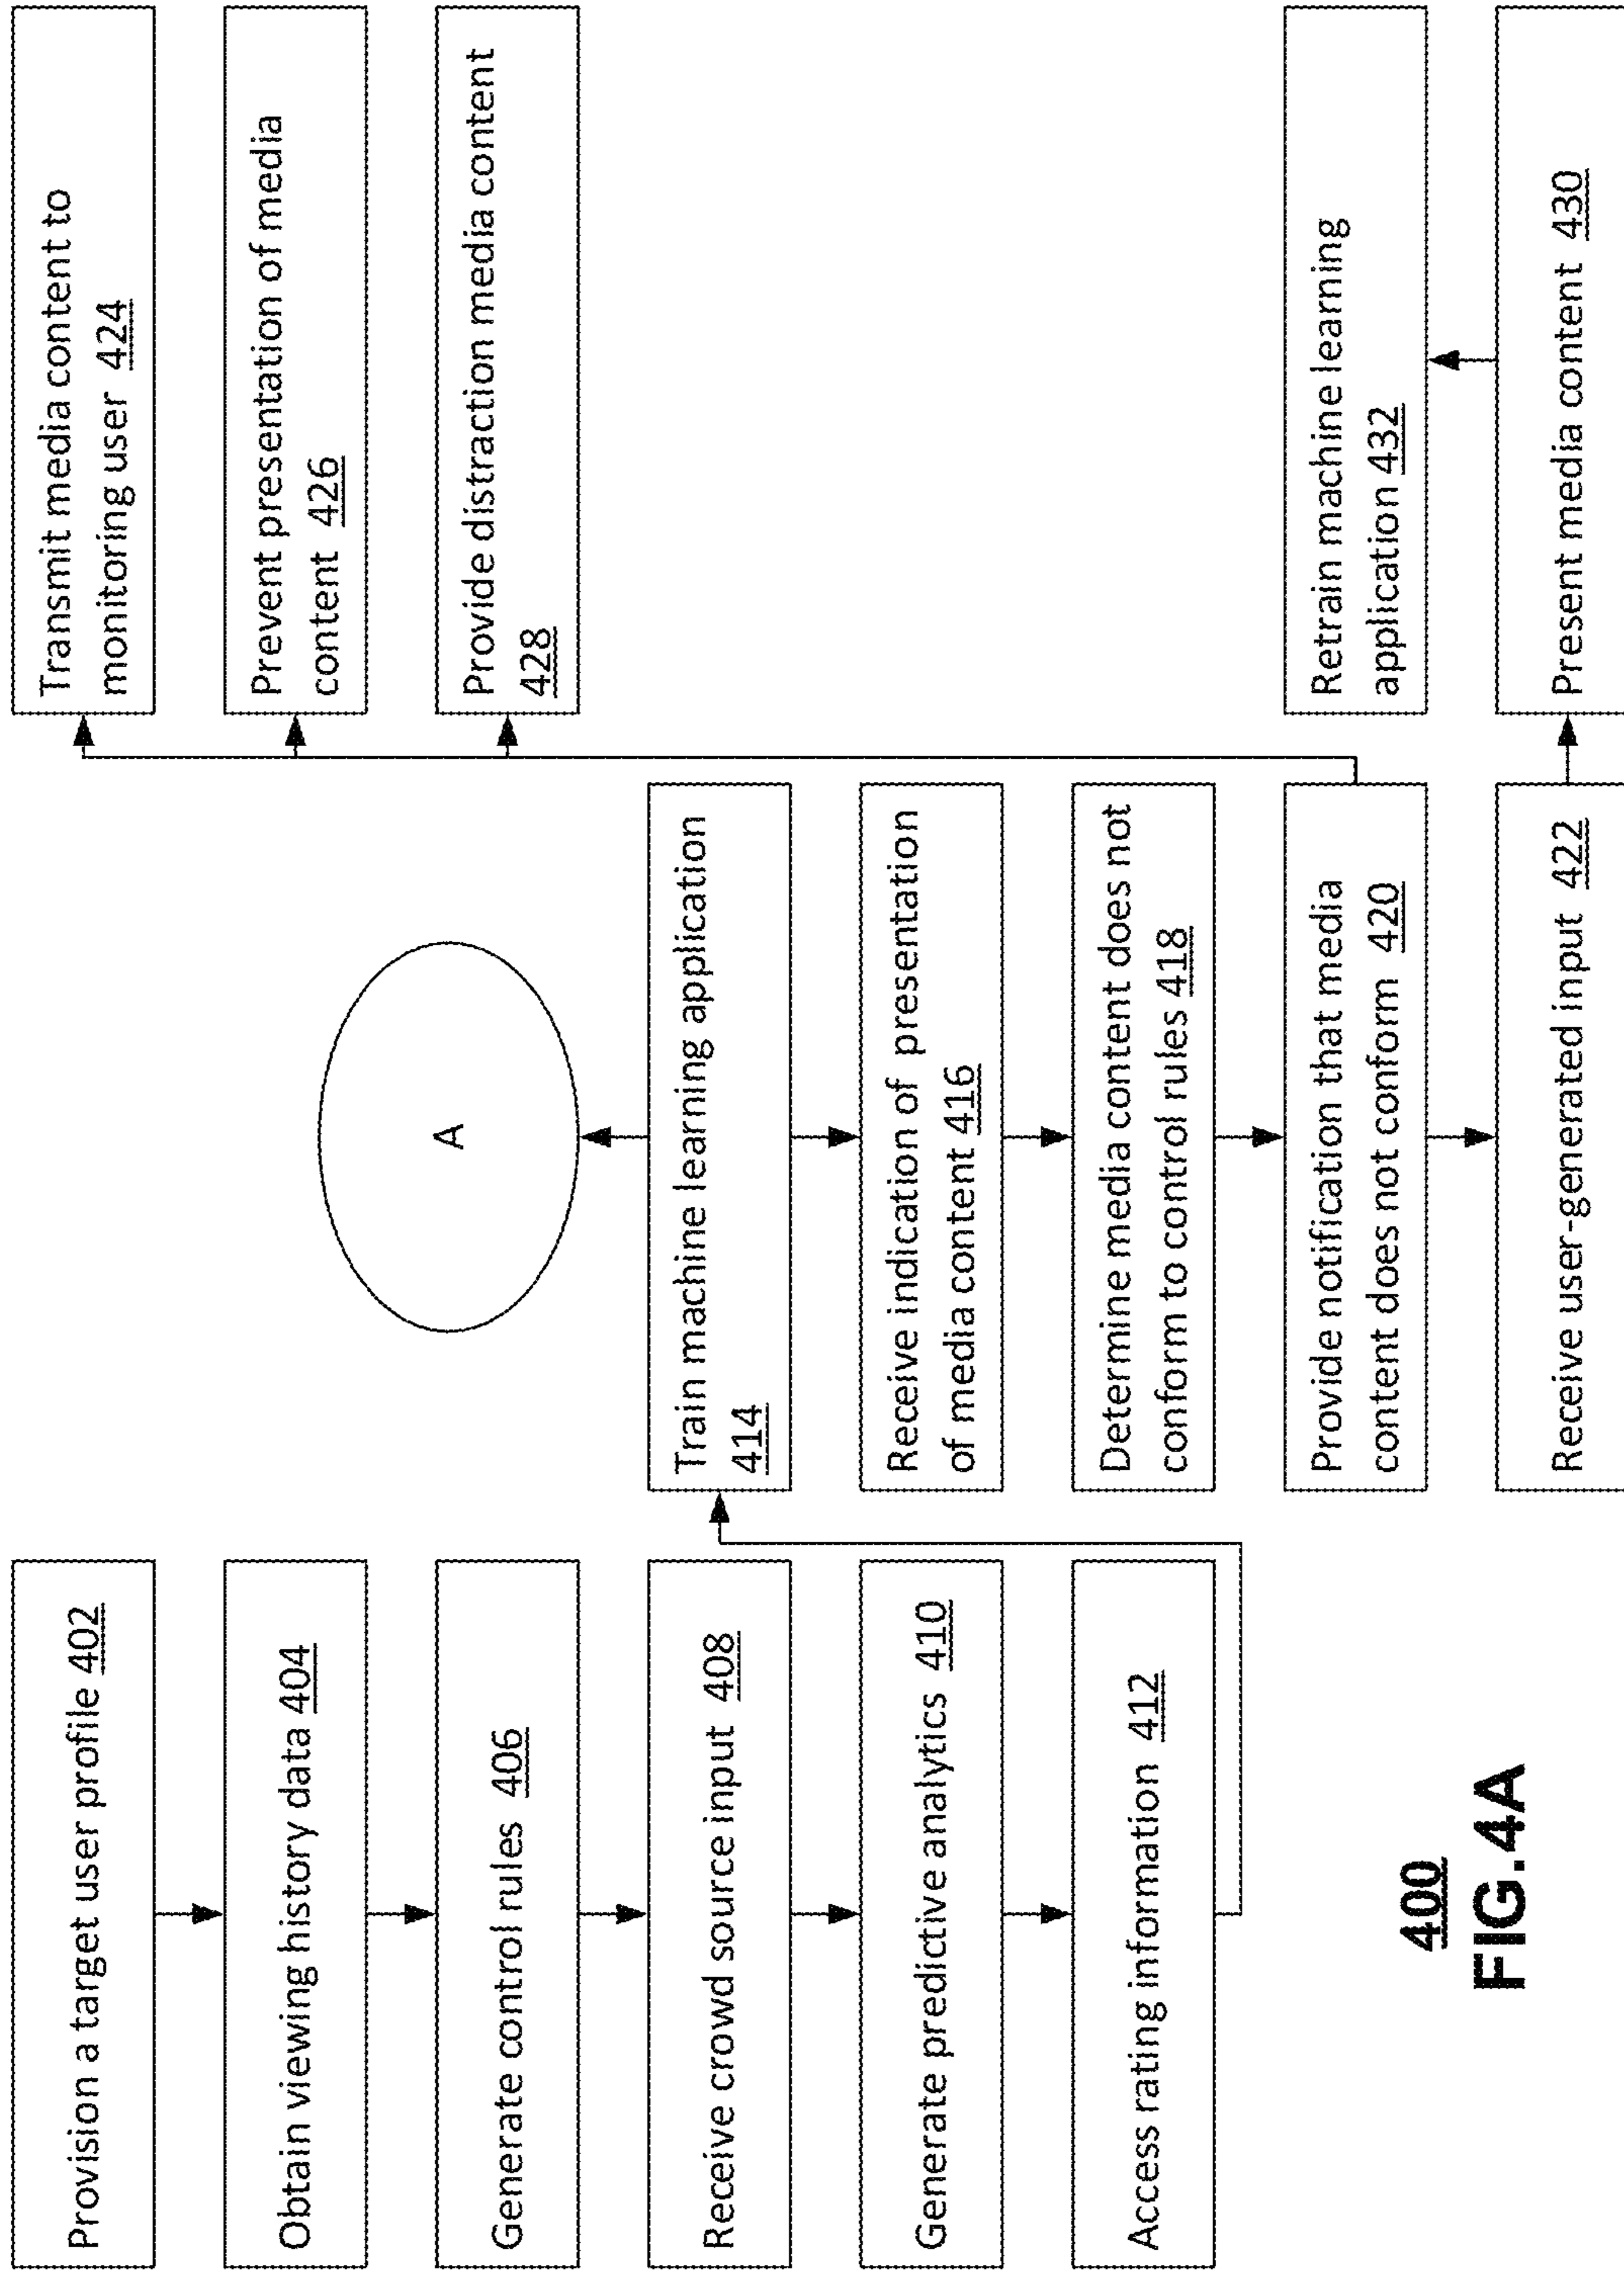 Provision a target user profile 402
Obtain viewing history data 404
Generate control rules 406
Receive crowd source input 408
Generate predictive analytics 410
Access rating information 412
A
Train machine learning application
414
Receive indication of presentation
of media content 416
Determine media content does not
conform to control rules 418
Provide notification that media
content does not conform 420
Receive user-generated input 422
Transmit media content to
monitoring user 424
Prevent presentation of media
content 426
Provide distraction media content
428
Retrain machine learning
application 432
Present media content 430
400
FIG.4A